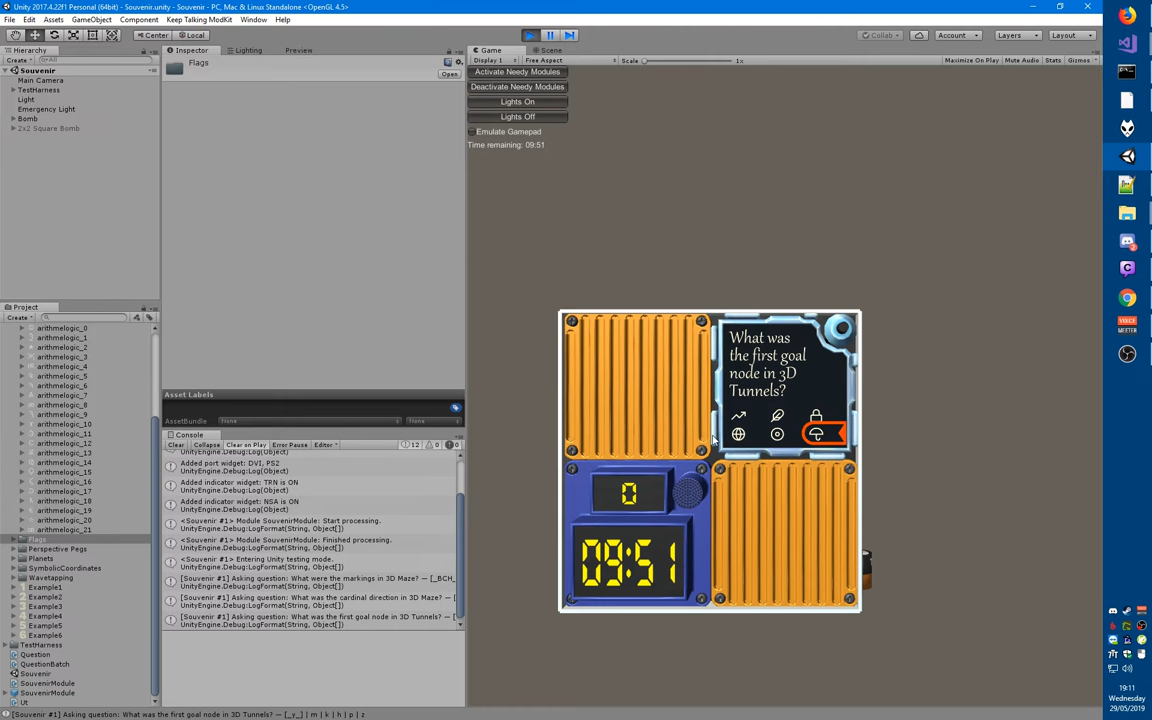 Unity 2017.4.22f1 Personal (64bit) - Souvenir.unity - Souvenir - PC, Mac & Linux Standalone <OpenGL 4.5>
File Edit Assets GameObject Component Keep Talking ModKit Window Help
Center Local Collab Account Layers Layout
Hierarchy
Create All
Souvenir
Main Camera
TestHarness
Light
Emergency Light
Bomb
2x2 Square Bomb
Project
Create
arithmelogic_0
arithmelogic_1
arithmelogic_2
arithmelogic_3
arithmelogic_4
arithmelogic_5
arithmelogic_6
arithmelogic_7
arithmelogic_8
arithmelogic_9
arithmelogic_10
arithmelogic_11
arithmelogic_12
arithmelogic_13
arithmelogic_14
arithmelogic_15
arithmelogic_16
arithmelogic_17
arithmelogic_18
arithmelogic_19
arithmelogic_20
arithmelogic_21
Flags
Perspective Pegs
Planets
SymbolicCoordinates
Wavetapping
Example1
Example2
Example3
Example4
Example5
Example6
TestHarness
Question
QuestionBatch
Souvenir
SouvenirModule
SouvenirModule
Ut
Inspector Lighting Preview
Flags
Open
Asset Labels
AssetBundle None None
Console
Clear Collapse Clear on Play Error Pause Editor 12 0 0
UnityEngine.Debug:Log(Object)
Added port widget: DVI, PS2
UnityEngine.Debug:Log(Object)
Added indicator widget: TRN is ON
UnityEngine.Debug:Log(Object)
Added indicator widget: NSA is ON
UnityEngine.Debug:Log(Object)
<Souvenir #1> Module SouvenirModule: Start processing.
UnityEngine.Debug:LogFormat(String, Object[])
<Souvenir #1> Module SouvenirModule: Finished processing.
UnityEngine.Debug:LogFormat(String, Object[])
<Souvenir #1> Entering Unity testing mode.
UnityEngine.Debug:LogFormat(String, Object[])
[Souvenir #1] Asking question: What were the markings in 3D Maze? — [_BCH_
UnityEngine.Debug:LogFormat(String, Object[])
[Souvenir #1] Asking question: What was the cardinal direction in 3D Maze? — [
UnityEngine.Debug:LogFormat(String, Object[])
[Souvenir #1] Asking question: What was the first goal node in 3D Tunnels? — [
UnityEngine.Debug:LogFormat(String, Object[])
Game Scene
Display 1 Free Aspect Scale 1x Maximize On Play Mute Audio Stats Gizmos
Activate Needy Modules
Deactivate Needy Modules
Lights On
Lights Off
Emulate Gamepad
Time remaining: 09:51
What was
the first goal
node in 3D
Tunnels?
0
09:51
VOICE
MEETER
19:11
Wednesday
29/05/2019
[Souvenir #1] Asking question: What was the first goal node in 3D Tunnels? — [_y_] | m | k | h | p | z